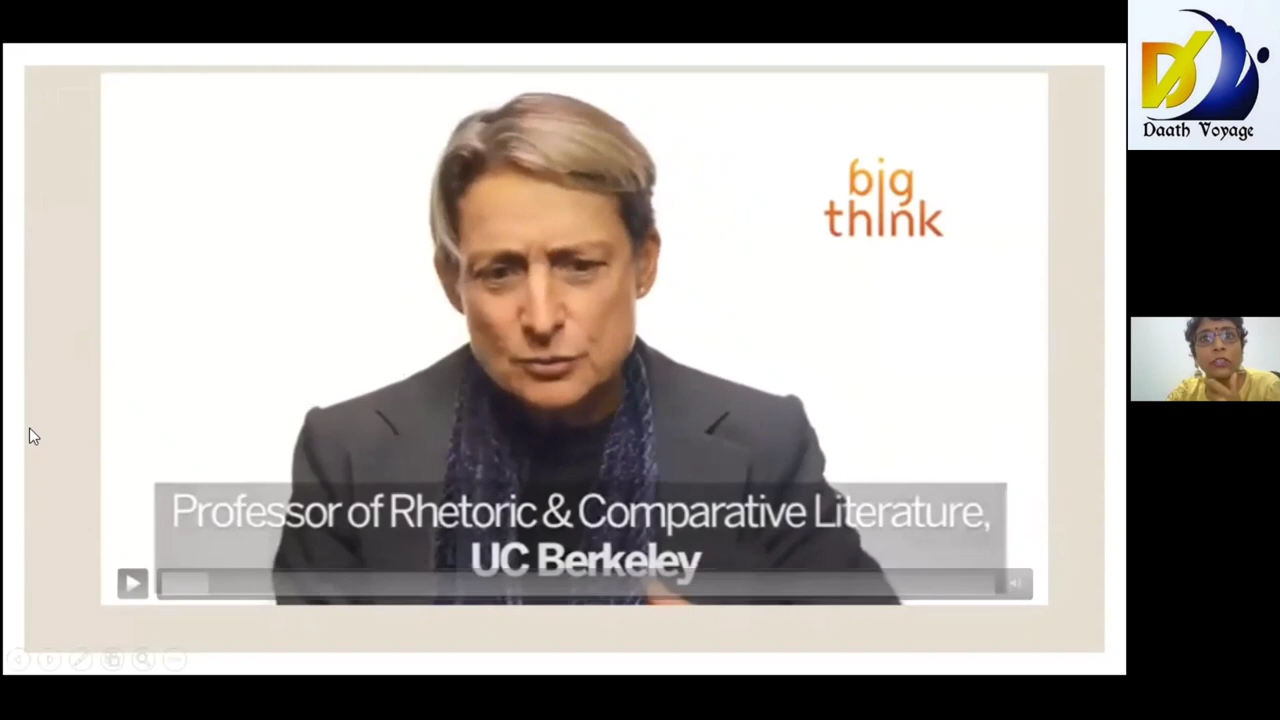 big
think
Professor of Rhetoric & Comparative Literature,
UC Berkeley
Daath Voyage